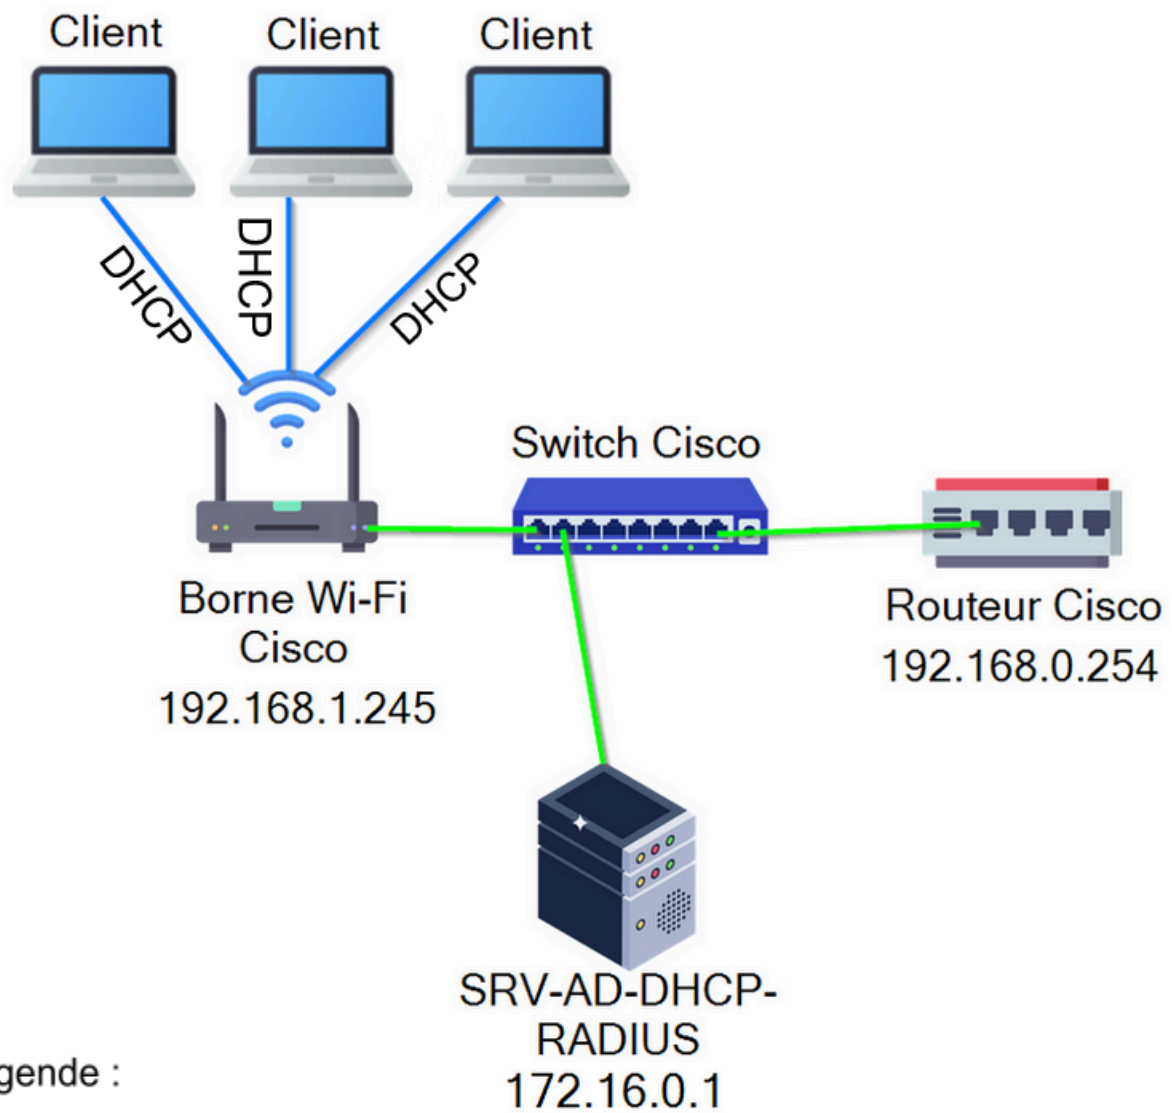 Client
Client
Client
DHCP
DHCP
DHCP
Switch Cisco
Borne Wi-Fi
Cisco
192.168.1.245
Routeur Cisco
192.168.0.254
SRV-AD-DHCP-
RADIUS
172.16.0.1
gende :